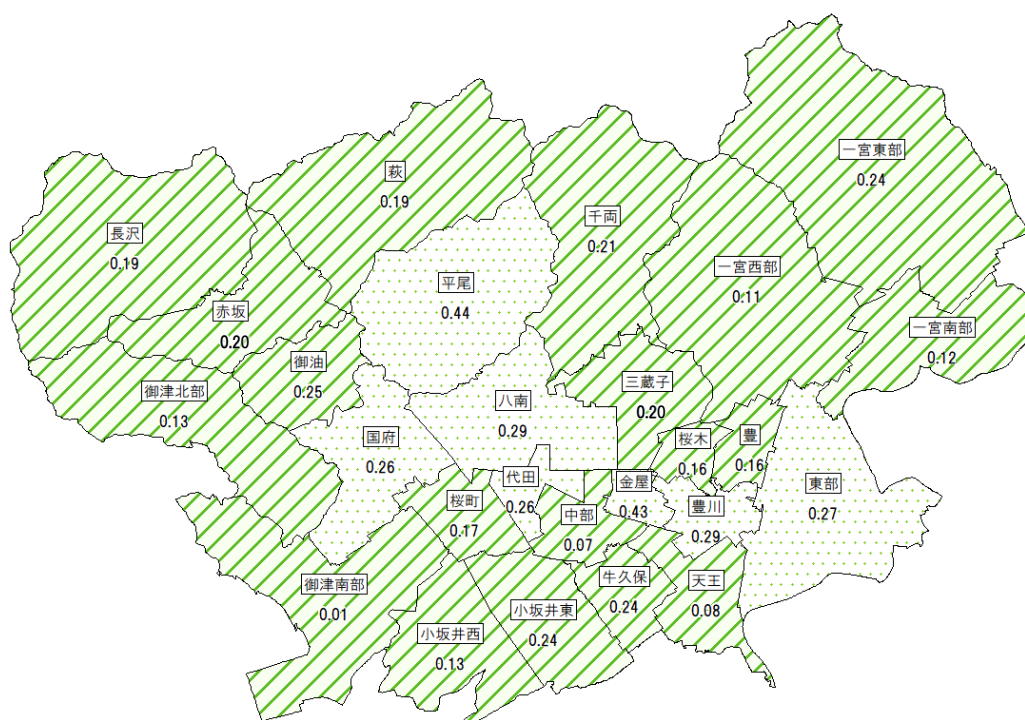 一宮東部
0.24
萩
0.19
千両
0.21
長沢
0.19
一宮西部
0.11
平尾
0.44
赤坂
0.20
一宮南部
0.12
御油
0.25
三蔵子
0.20
御津北部
0.13
八南
0.29
国府
0.26
桜木
0.16
豊
0.16
代田
0.26
金屋
0.43
東部
0.27
桜町
0.17
豊川
0.29
中部
0.07
御津南部
0.01
牛久保
0.24
天王
0.08
小坂井東
0.24
小坂井西
0.13